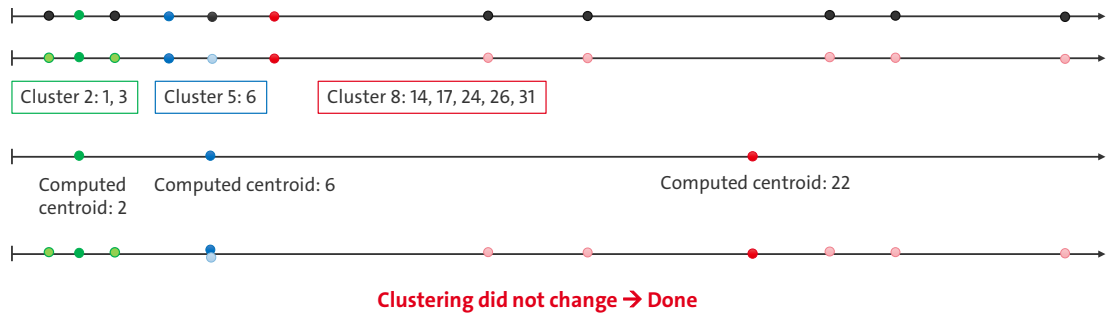 Cluster 2: 1, 3
Cluster 5: 6
Cluster 8: 14, 17, 24, 26, 31
Computed
centroid: 2
Computed centroid: 6
Computed centroid: 22
Clustering did not change → Done